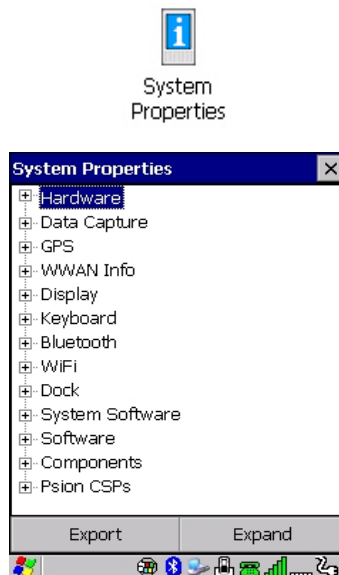 System
Properties
System Properties
Hardware
Data Capture
GPS
WWAN Info
Display
Keyboard
Bluetooth
WiFi
Dock
System Software
Software
Components
Psion CSPs
Export Expand